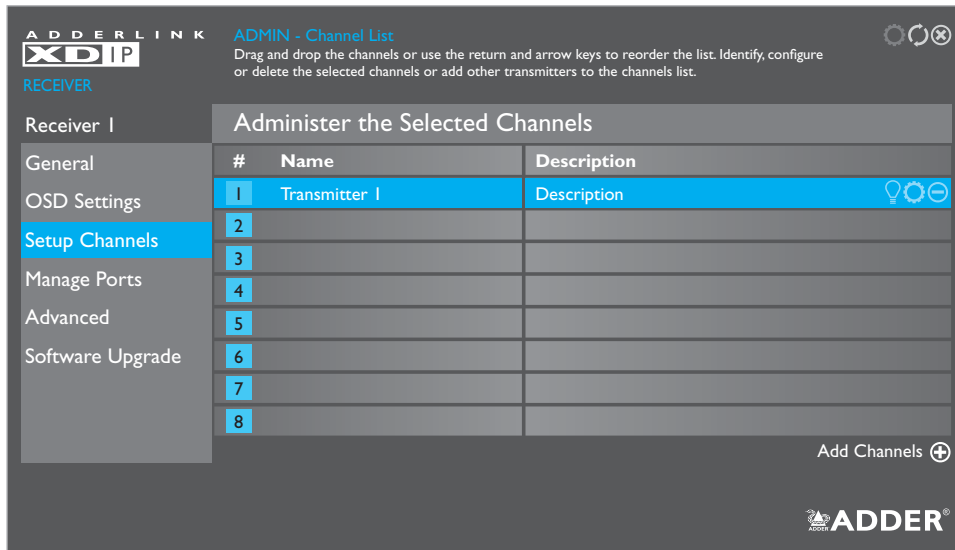 ADDERLINK
XDIP
RECEIVER
ADMIN - Channel List
Drag and drop the channels or use the return and arrow keys to reorder the list. Identify, configure
or delete the selected channels or add other transmitters to the channels list.
Receiver 1
General
OSD Settings
Setup Channels
Manage Ports
Advanced
Software Upgrade
Administer the Selected Channels
# Name Description
1 Transmitter 1 Description
2
3
4
5
6
7
8
Add Channels
ADDER ADDER®